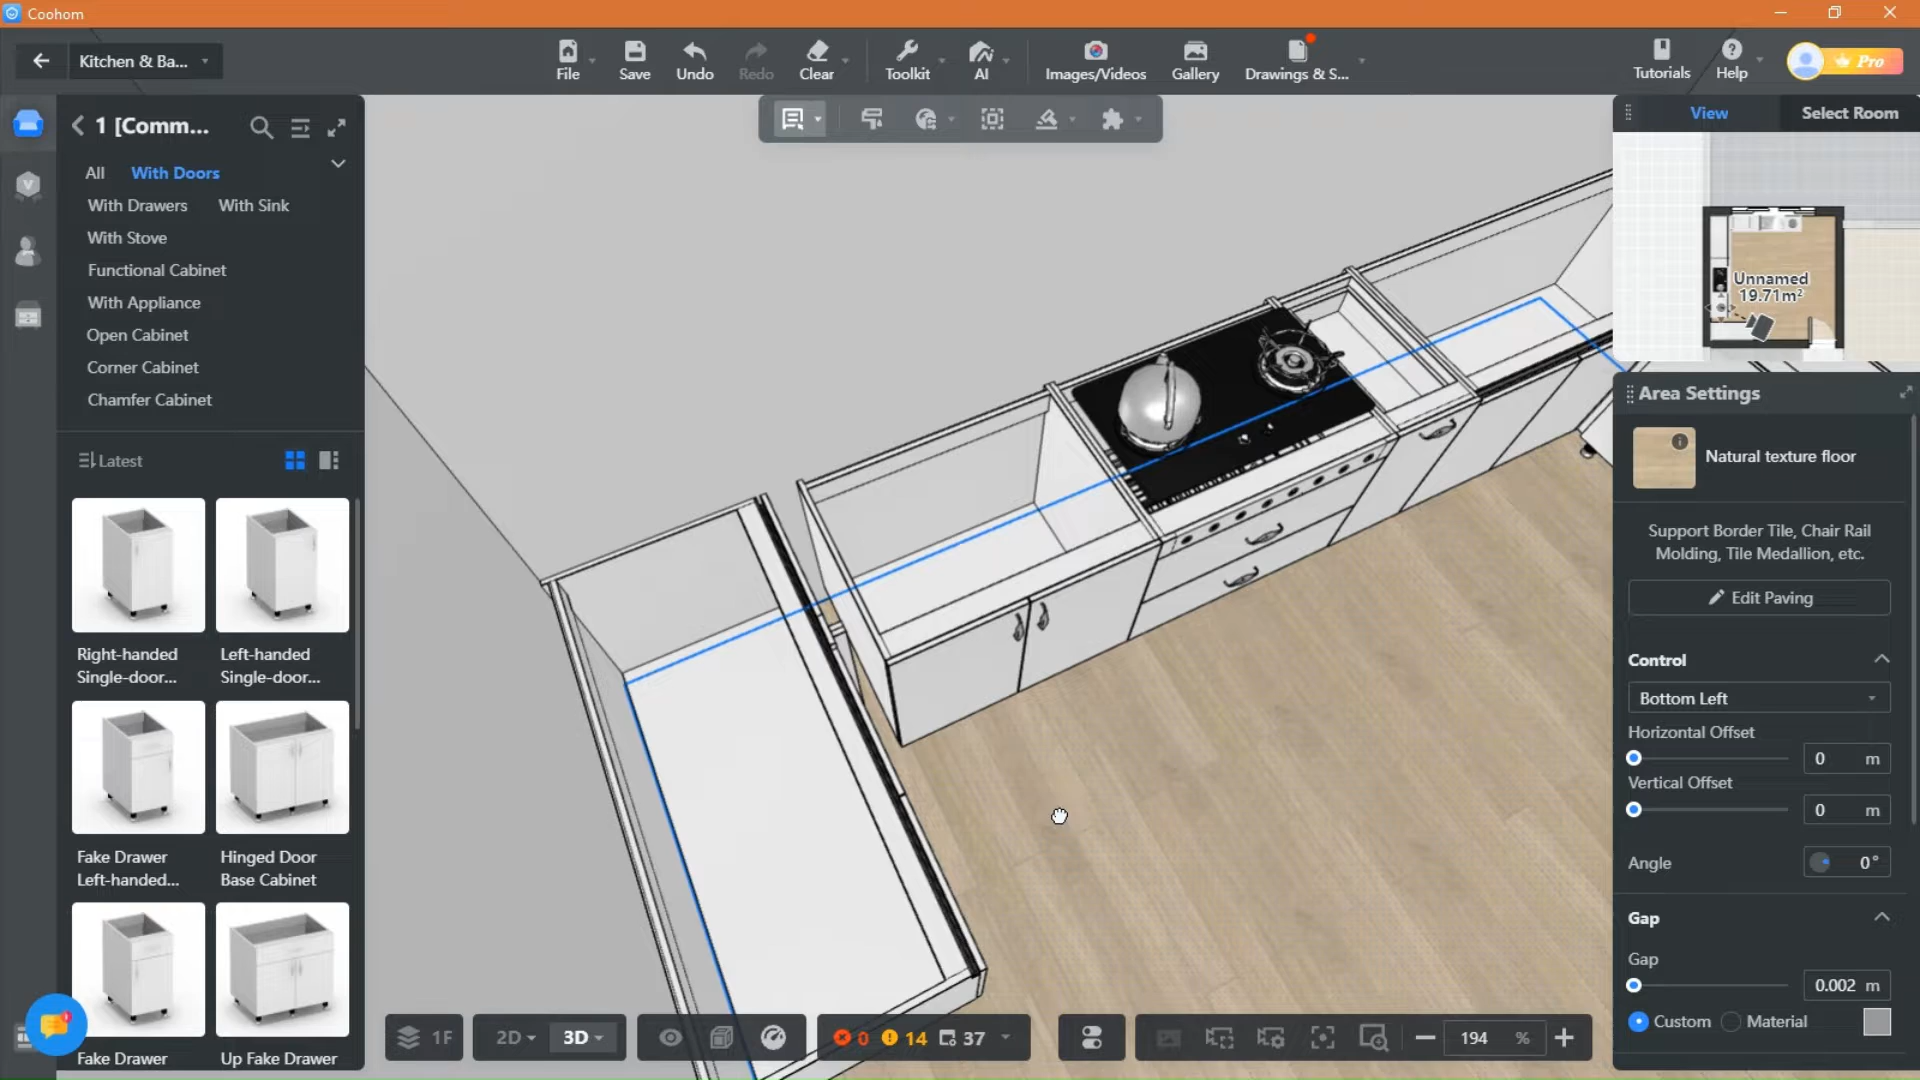 Coohom
Kitchen & Ba...
File
Save
Undo
Redo
Clear
Toolkit
AI
Images/Videos
Gallery
Drawings & S...
Tutorials
Help
Pro
1 [Comm...
All
With Doors
With Drawers
With Sink
With Stove
Functional Cabinet
With Appliance
Open Cabinet
Corner Cabinet
Chamfer Cabinet
Latest
Right-handed
Single-door...
Left-handed
Single-door...
Fake Drawer
Left-handed...
Hinged Door
Base Cabinet
Fake Drawer
Up Fake Drawer
View
Select Room
Unnamed
19.71m²
Area Settings
Natural texture floor
Support Border Tile, Chair Rail
Molding, Tile Medallion, etc.
Edit Paving
Control
Bottom Left
Horizontal Offset
0 m
Vertical Offset
0 m
Angle
0°
Gap
Gap
0.002 m
Custom
Material
1F
2D
3D
0
14
37
194 %